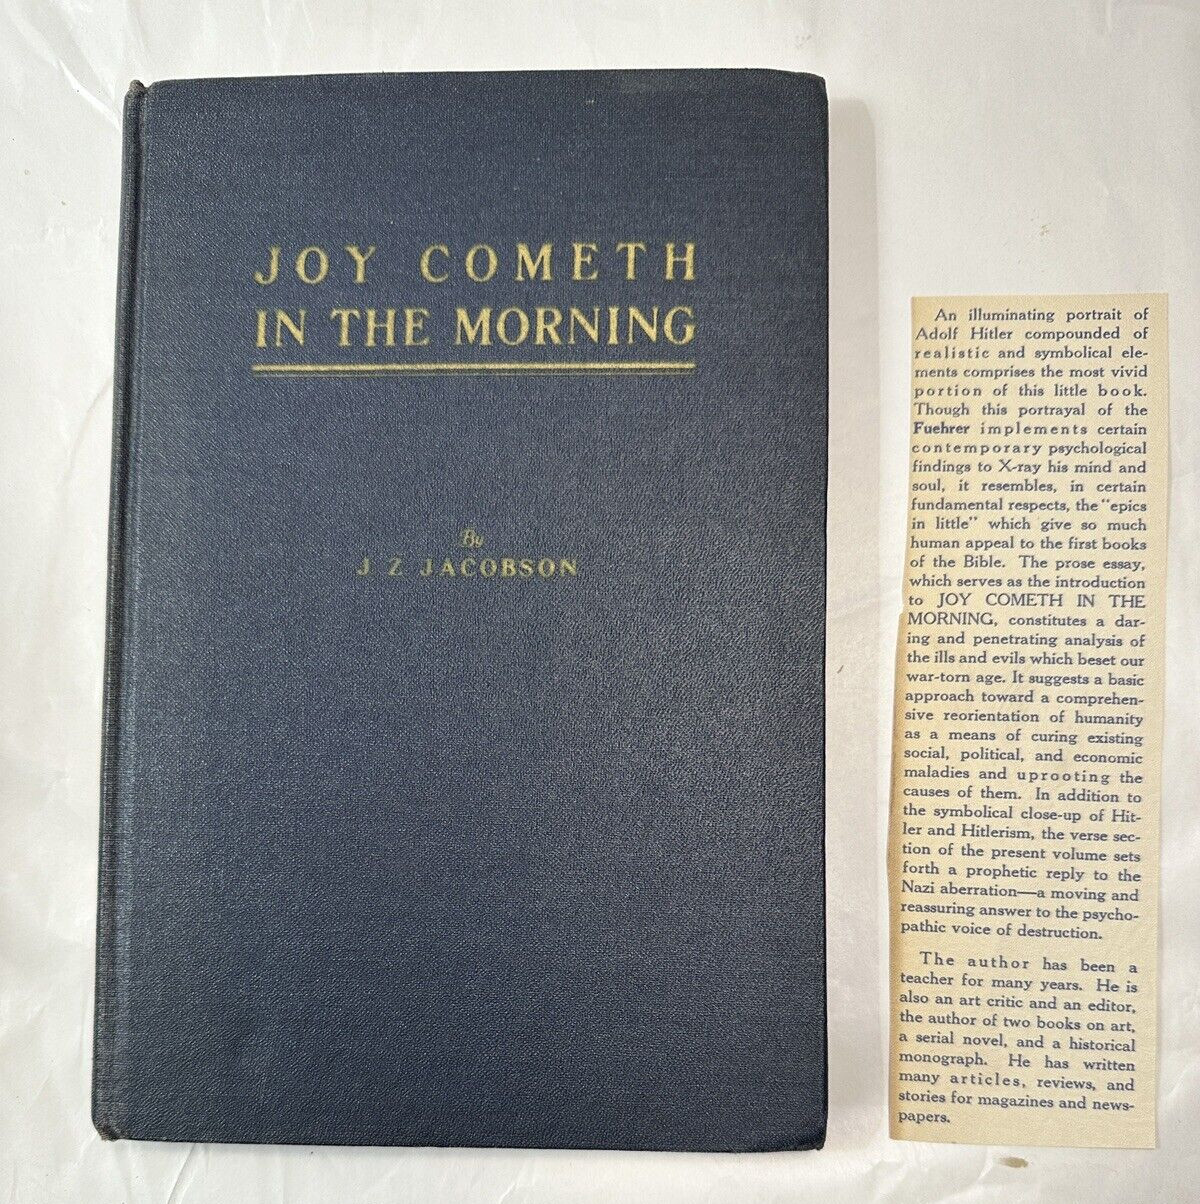 JOY COMETH
IN THE MORNING
By
J Z JACOBSON
An illuminating portrait of
Adolf Hitler compounded of
realistic and symbolical ele-
ments comprises the most vivid
portion of this little book.
Though this portrayal of the
Fuehrer implements certain
contemporary psychological
findings to X-ray his mind and
soul, it resembles, in certain
fundamental respects, the "epics
in little" which give so much
human appeal to the first books
of the Bible. The prose essay,
which serves as the introduction
to JOY COMETH IN THE
MORNING, constitutes a dar-
ing and penetrating analysis of
the ills and evils which beset our
war-torn age. It suggests a basic
approach toward a comprehen-
sive reorientation of humanity
as a means of curing existing
social, political, and economic
maladies and uprooting the
causes of them. In addition to
the symbolical close-up of Hit-
ler and Hitlerism, the verse sec-
tion of the present volume sets
forth a prophetic reply to the
Nazi aberration—a moving and
reassuring answer to the psycho-
pathic voice of destruction.
The author has been a
teacher for many years. He is
also an art critic and an editor,
the author of two books on art,
a serial novel, and a historical
monograph. He has written
many articles, reviews, and
stories for magazines and news-
papers.